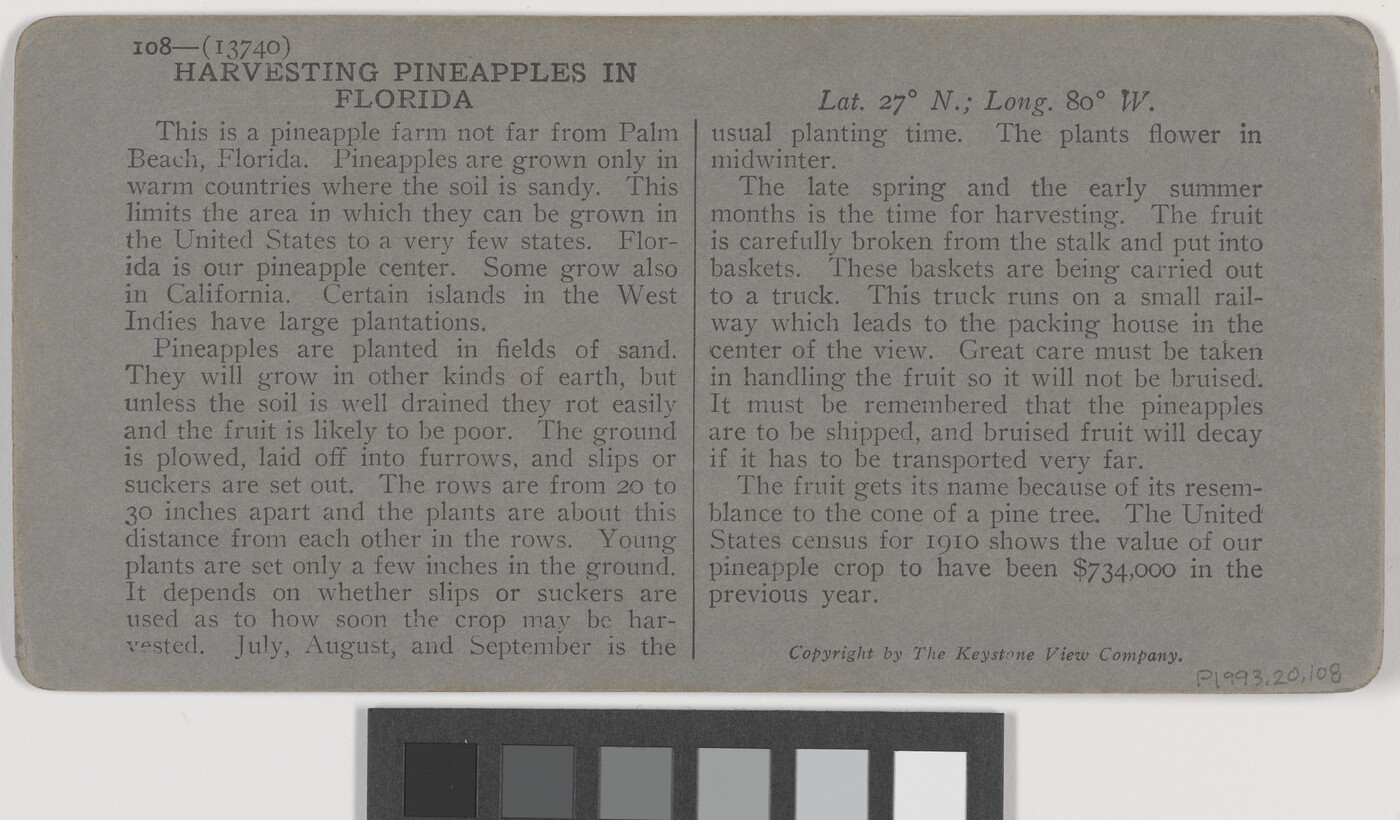 108—(13740)
HARVESTING PINEAPPLES IN
FLORIDA
This is a pineapple farm not far from Palm
Beach, Florida. Pineapples are grown only in
warm countries where the soil is sandy. This
limits the area in which they can be grown in
the United States to a very few states. Flor-
ida is our pineapple center. Some grow also
in California. Certain islands in the West
Indies have large plantations.
Pineapples are planted in fields of sand.
They will grow in other kinds of earth, but
unless the soil is well drained they rot easily
and the fruit is likely to be poor. The ground
is plowed, laid off into furrows, and slips or
suckers are set out. The rows are from 20 to
30 inches apart and the plants are about this
distance from each other in the rows. Young
plants are set only a few inches in the ground.
It depends on whether slips or suckers are
used as to how soon the crop may be har-
vested. July, August, and September is the
Lat. 27° N.; Long. 80° W.
usual planting time. The plants flower in
midwinter.
The late spring and the early summer
months is the time for harvesting. The fruit
is carefully broken from the stalk and put into
baskets. These baskets are being carried out
to a truck. This truck runs on a small rail-
way which leads to the packing house in the
center of the view. Great care must be taken
in handling the fruit so it will not be bruised.
It must be remembered that the pineapples
are to be shipped, and bruised fruit will decay
if it has to be transported very far.
The fruit gets its name because of its resem-
blance to the cone of a pine tree. The United
States census for 1910 shows the value of our
pineapple crop to have been $734,000 in the
previous year.
Copyright by The Keystone View Company.
P1993.20.108